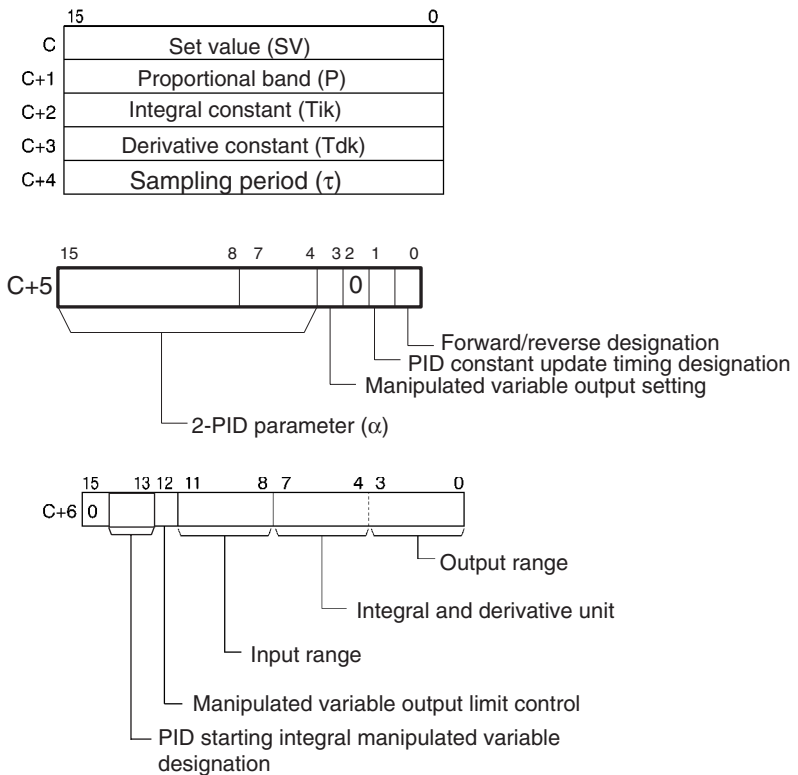 15 0
C Set value (SV)
C+1 Proportional band (P)
C+2 Integral constant (Tik)
C+3 Derivative constant (Tdk)
C+4 Sampling period (τ)
15 8 7 4 3 2 1 0
C+5 0
Forward/reverse designation
PID constant update timing designation
Manipulated variable output setting
2-PID parameter (α)
15 13 12 11 8 7 4 3 0
C+6 0
Output range
Integral and derivative unit
Input range
Manipulated variable output limit control
PID starting integral manipulated variable
designation